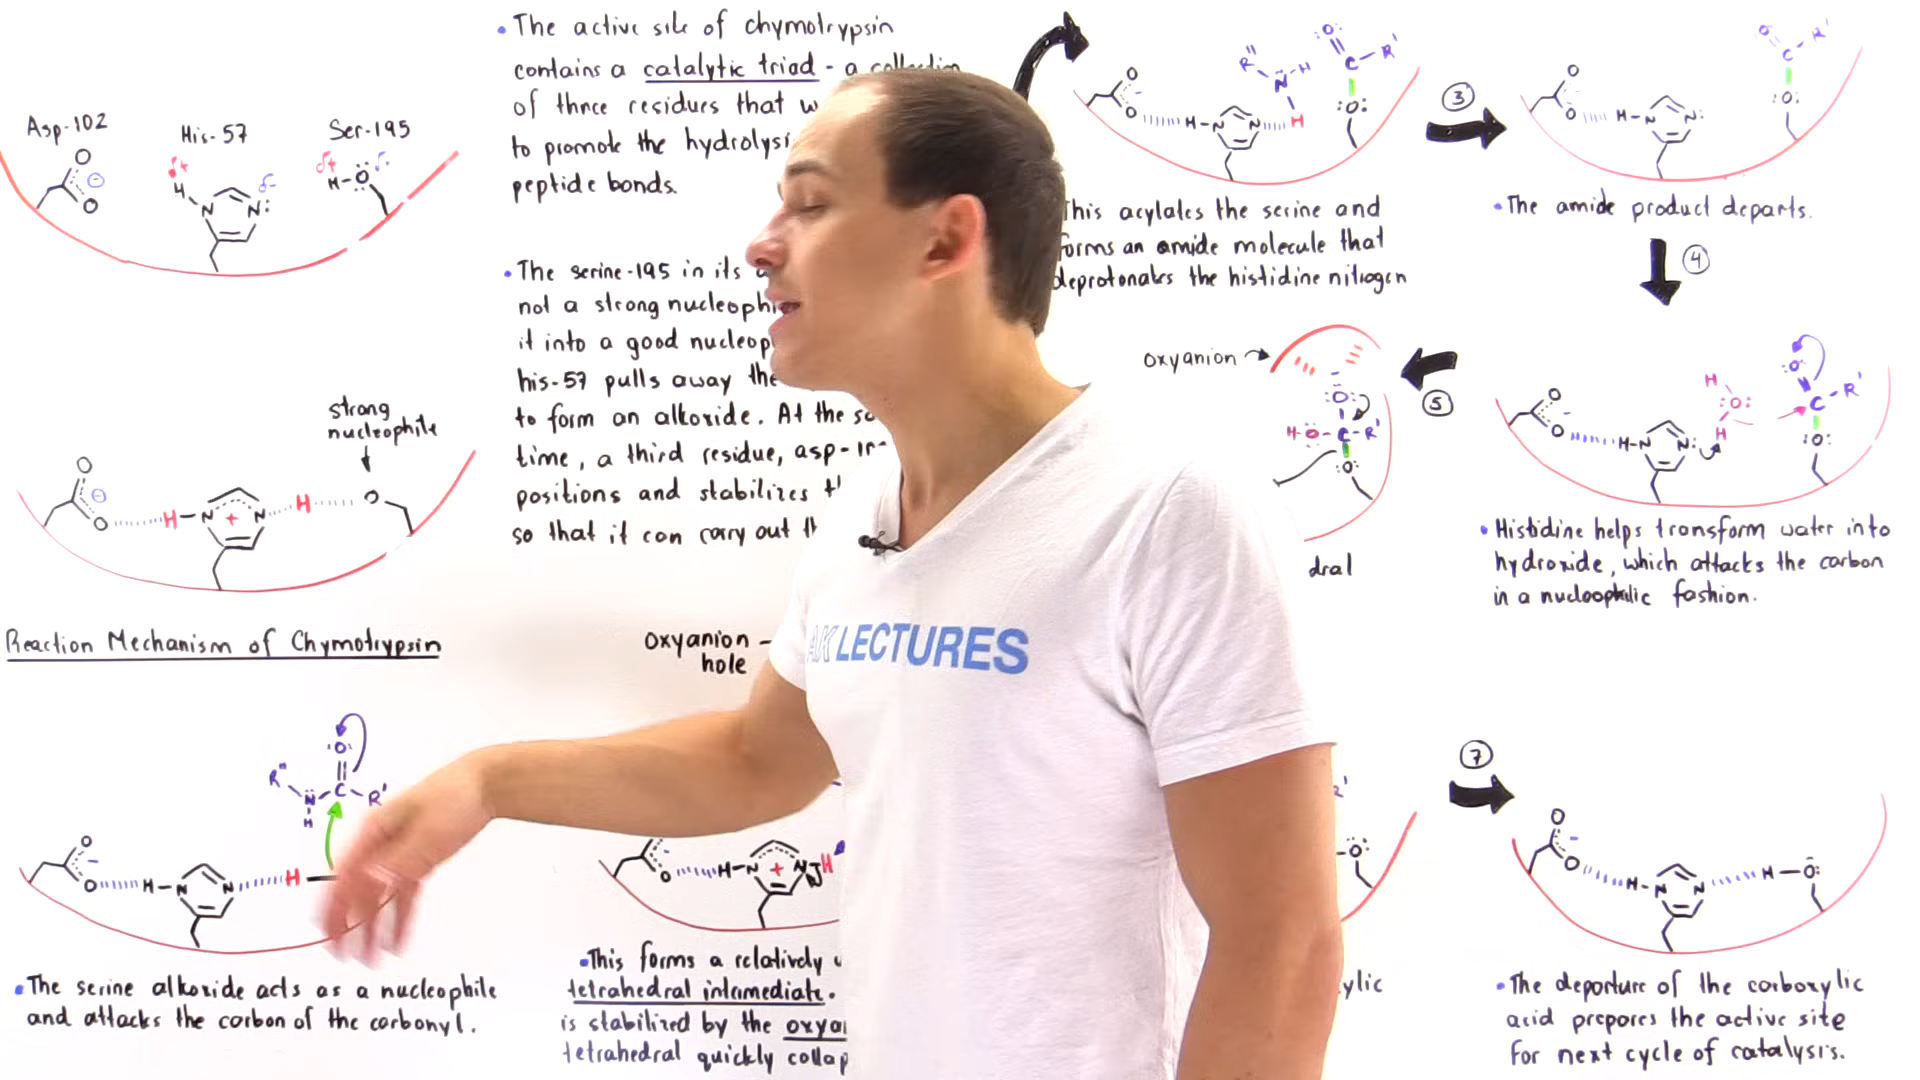 Asp-102
His-57
Ser-195
strong
nucleophile
• The active site of chymotrypsin
contains a catalytic triad - a collection
of three residues that
to promote the
peptide bonds.
• The serine-195 in its
not a strong
it into a good
his-57 pulls away the
to form an alkoxide. At the
time, a third residue,
positions and stabilizes
so that it can carry out
This acylates the serine and
forms an amide molecule that
deprotonates the histidine nitrogen
3
• The amide product departs.
4
oxyanion
5
dral
• Histidine helps transform water into
hydroxide, which attacks the carbon
in a nucleophilic fashion.
Reaction Mechanism of Chymotrypsin
oxyanion -
hole
• The serine alkoxide acts as a nucleophile
and attacks the carbon of the carbonyl.
• This forms a relatively
tetrahedral intermediate.
is stabilized by the
tetrahedral quickly
AK LECTURES
7
• The departure of the carboxylic
acid prepares the active site
for next cycle of catalysis.